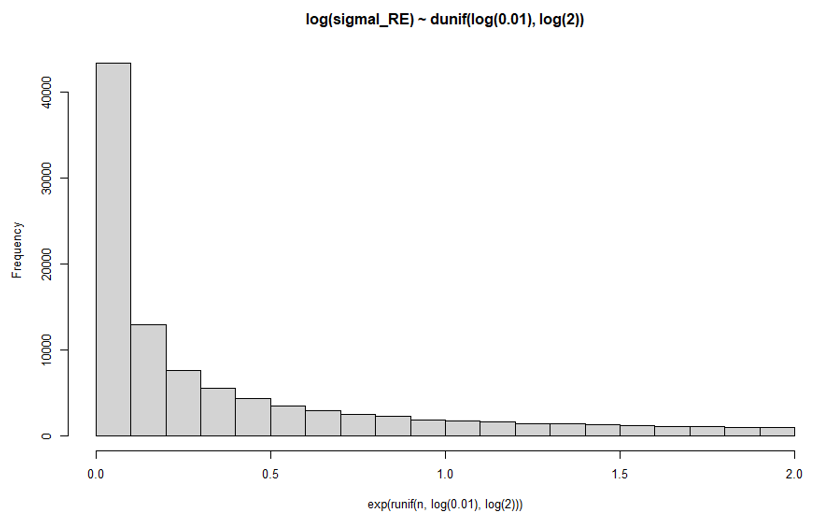 log(sigmal_RE) ~ dunif(log(0.01), log(2))
Frequency
40000
30000
20000
10000
0
0.0 0.5 1.0 1.5 2.0
exp(runif(n, log(0.01), log(2)))